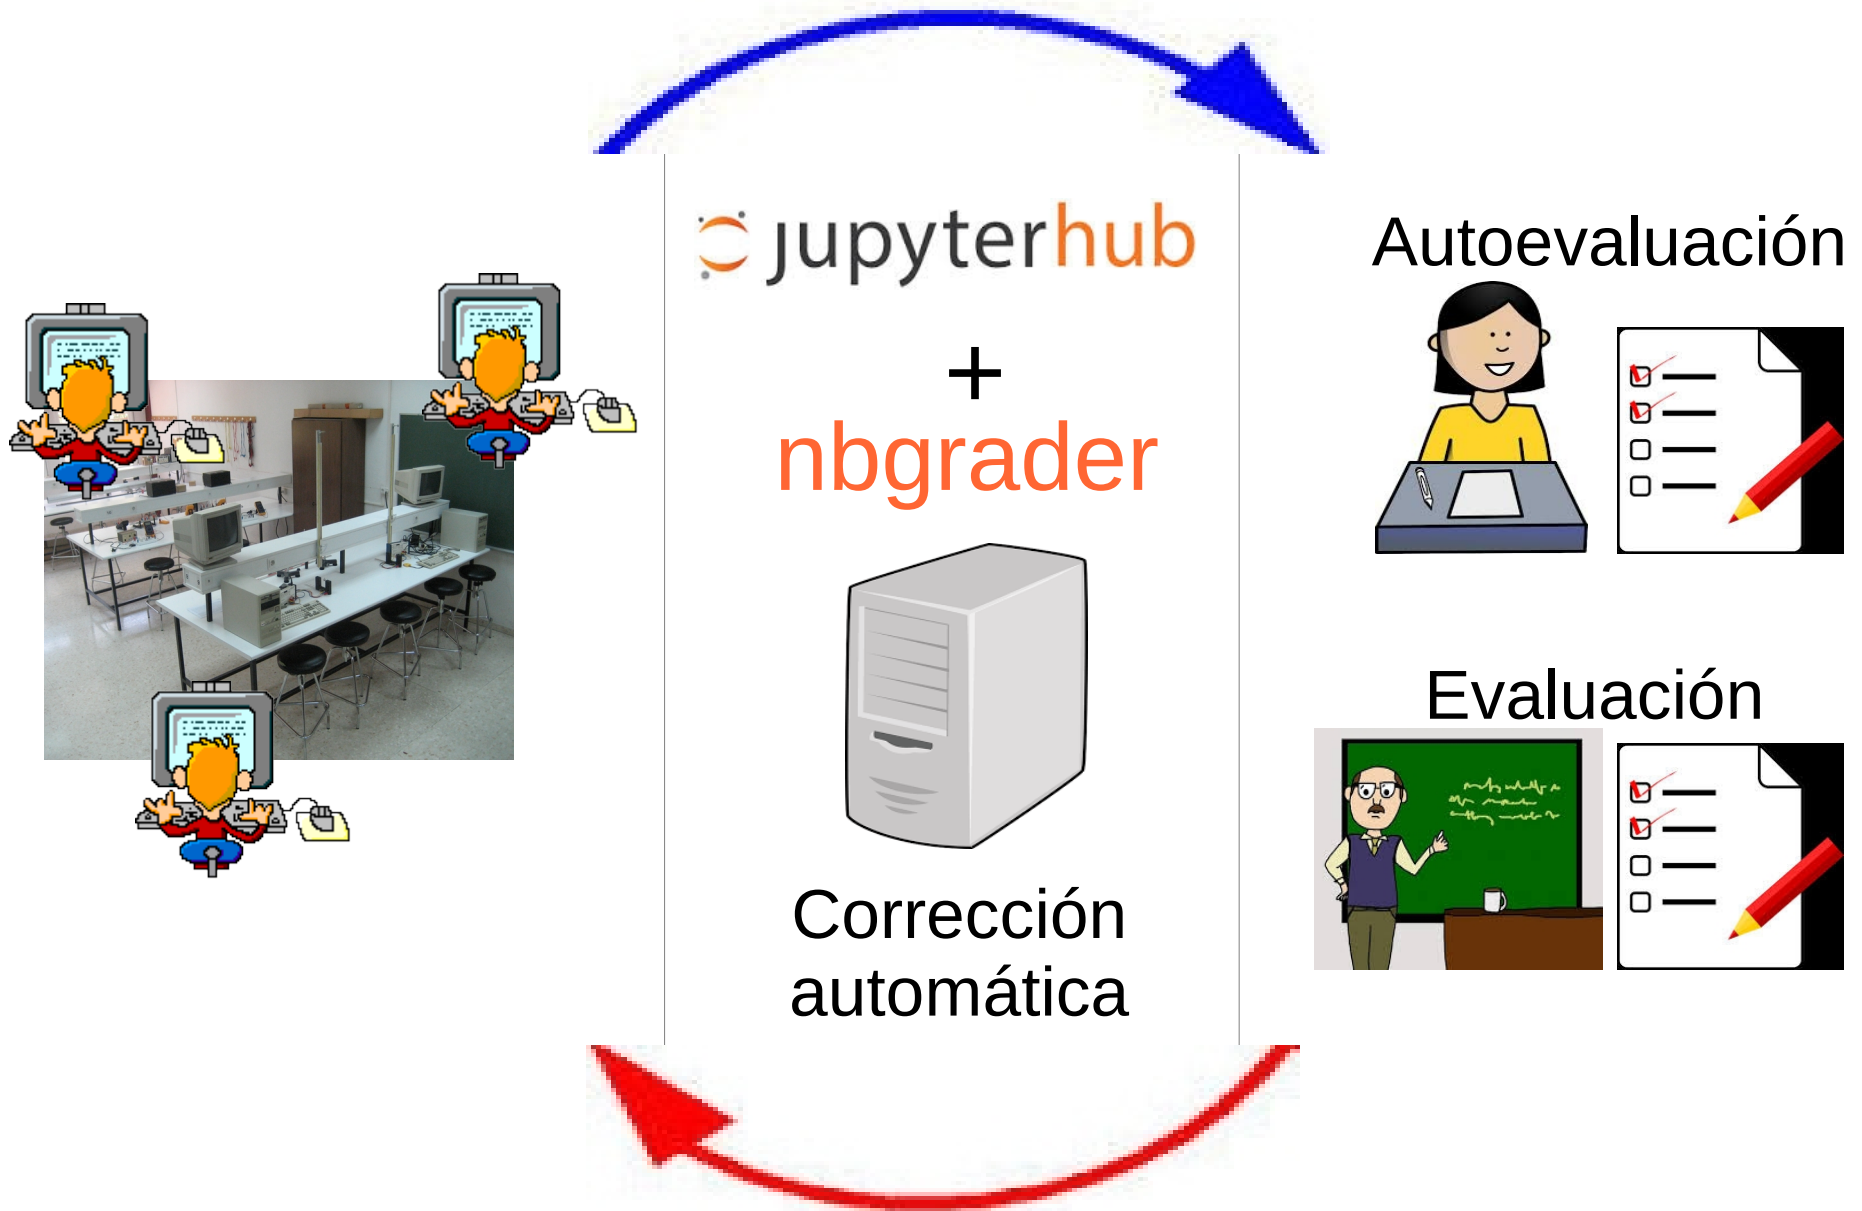 jupyterhub
+
nbgrader
Corrección
automática
Autoevaluación
Evaluación